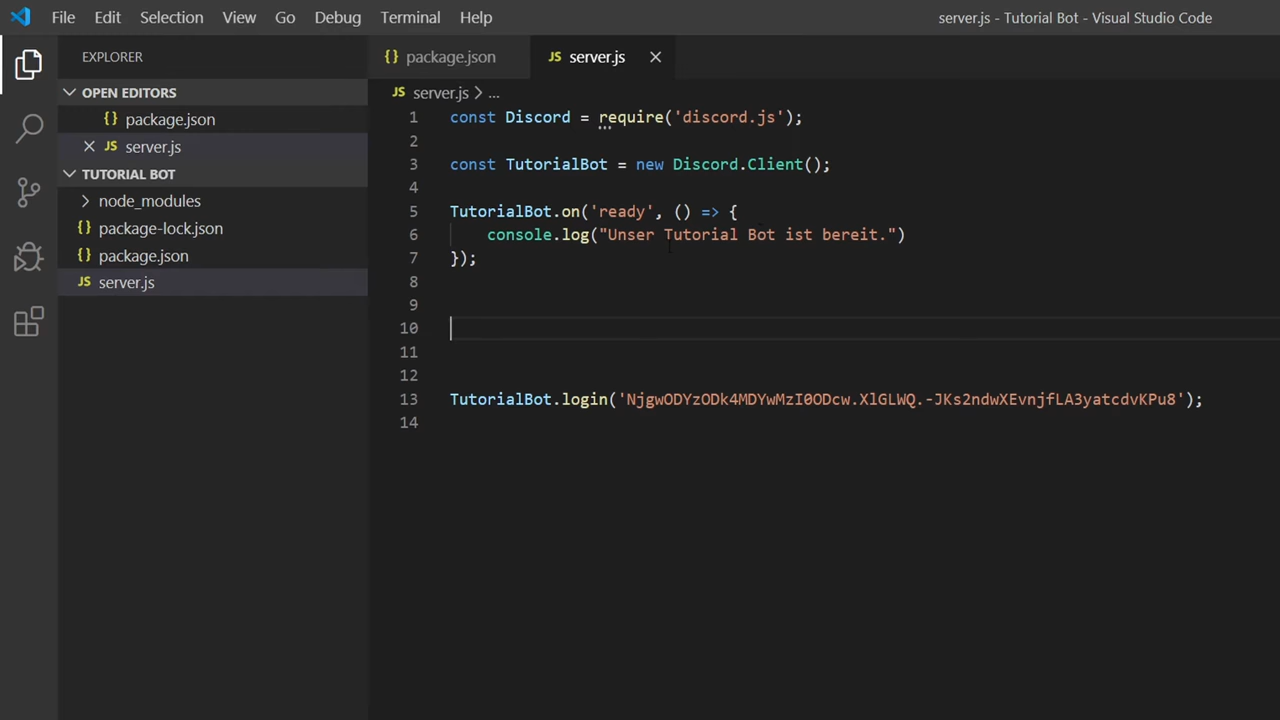 File Edit Selection View Go Debug Terminal Help server.js - Tutorial Bot - Visual Studio Code
EXPLORER
OPEN EDITORS
package.json
server.js
TUTORIAL BOT
node_modules
package-lock.json
package.json
server.js
package.json server.js
server.js > ...
1 const Discord = require('discord.js');
2
3 const TutorialBot = new Discord.Client();
4
5 TutorialBot.on('ready', () => {
6 console.log("Unser Tutorial Bot ist bereit.")
7 });
8
9
10
11
12
13 TutorialBot.login('NjgwODYzODk4MDYwMzI0ODcw.XlGLWQ.-JKs2ndwXEvnjfLA3yatcdvKPu8');
14